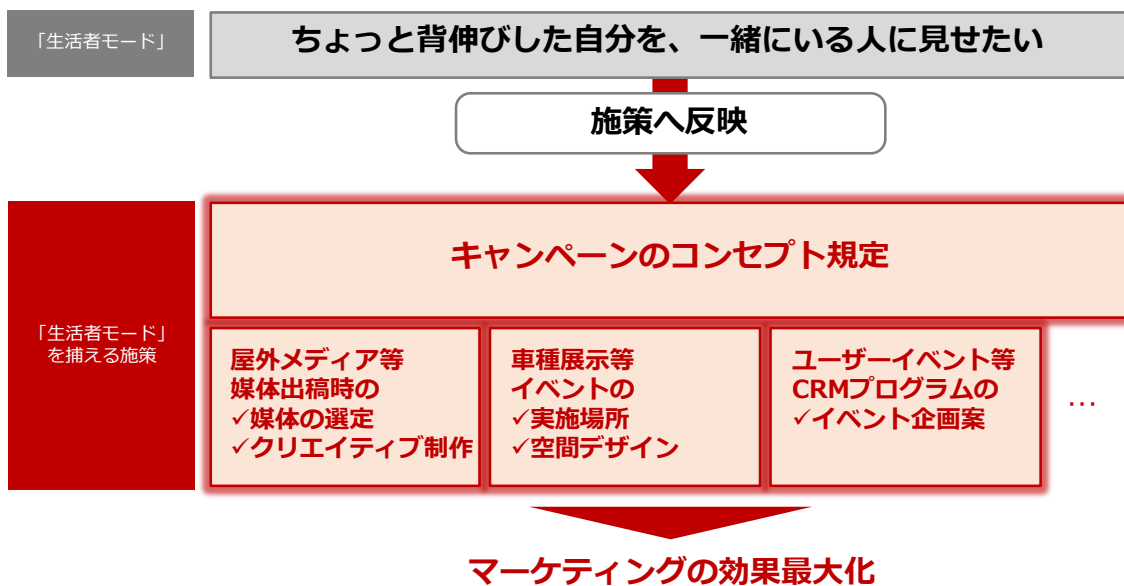 「生活者モード」
ちょっと背伸びした自分を、一緒にいる人に見せたい
施策へ反映
「生活者モード」
を捕える施策
キャンペーンのコンセプト規定
屋外メディア等
媒体出稿時の
✓媒体の選定
✓クリエイティブ制作
車種展示等
イベントの
✓実施場所
✓空間デザイン
ユーザーイベント等
CRMプログラムの
✓イベント企画案
…
マーケティングの効果最大化